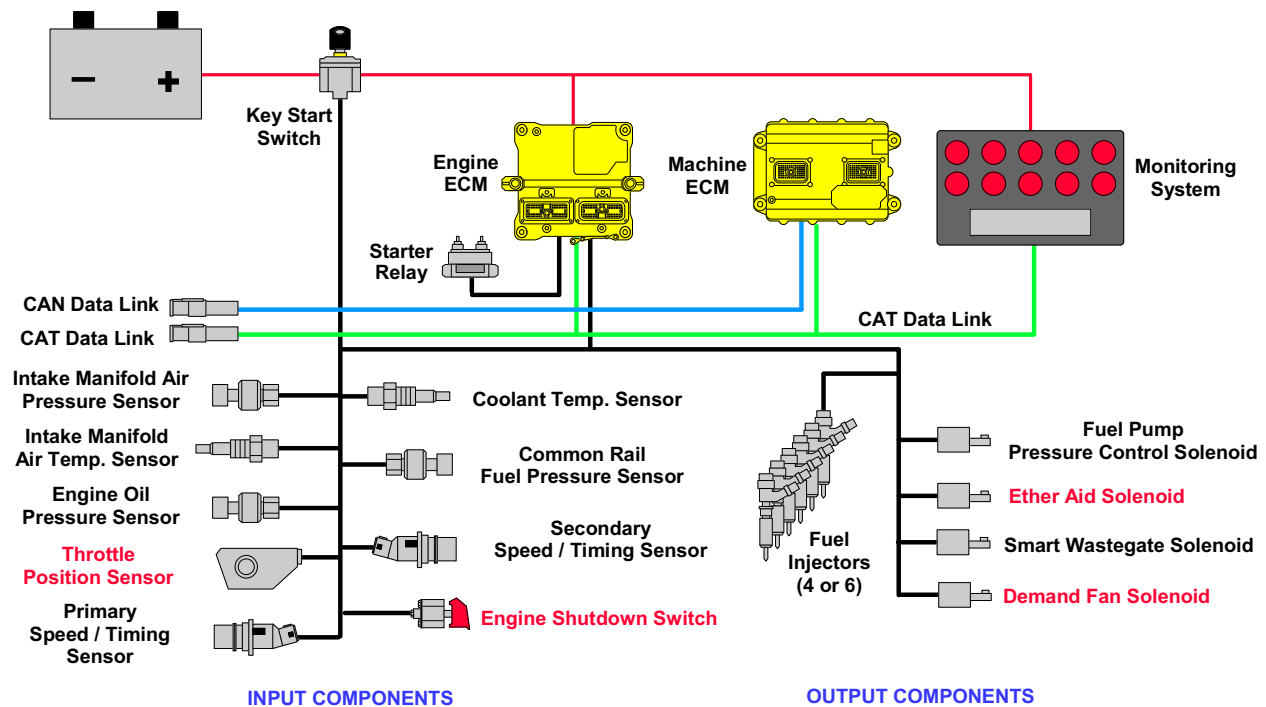 − +
Key Start
Switch
Engine
ECM
Machine
ECM
Monitoring
System
Starter
Relay
CAN Data Link
CAT Data Link
CAT Data Link
Intake Manifold Air
Pressure Sensor
Coolant Temp. Sensor
Intake Manifold
Air Temp. Sensor
Common Rail
Fuel Pressure Sensor
Engine Oil
Pressure Sensor
Secondary
Speed / Timing Sensor
Throttle
Position Sensor
Engine Shutdown Switch
Primary
Speed / Timing
Sensor
Fuel
Injectors
(4 or 6)
Fuel Pump
Pressure Control Solenoid
Ether Aid Solenoid
Smart Wastegate Solenoid
Demand Fan Solenoid
INPUT COMPONENTS
OUTPUT COMPONENTS